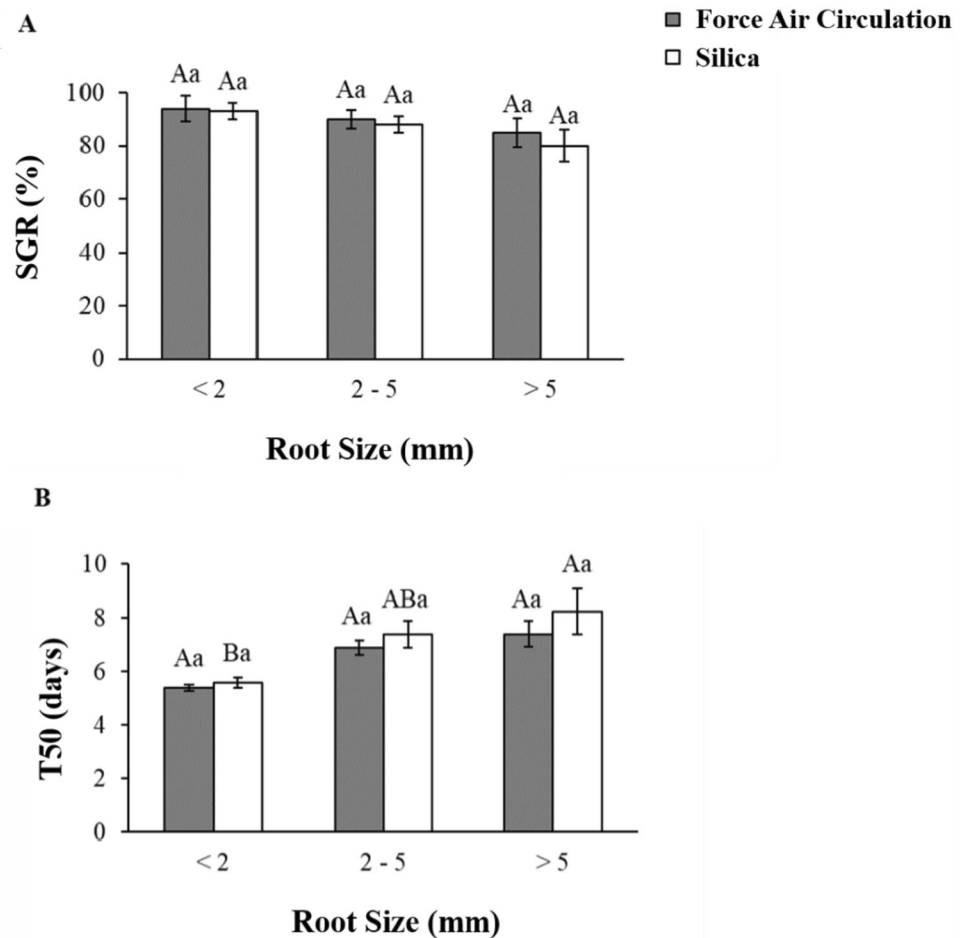 A
Force Air Circulation
Silica
Aa Aa Aa Aa Aa Aa
100
80
60
40
20
0
SGR (%)
< 2 2 - 5 > 5
Root Size (mm)
B
Aa Ba Aa ABa Aa Aa
10
8
6
4
2
0
T50 (days)
< 2 2 - 5 > 5
Root Size (mm)